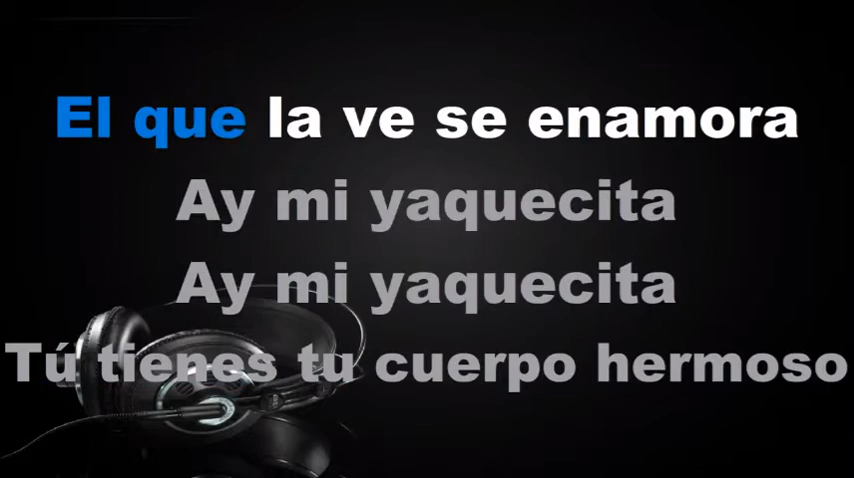 El que la ve se enamora
Ay mi yaquecita
Ay mi yaquecita
Tú tienes tu cuerpo hermoso